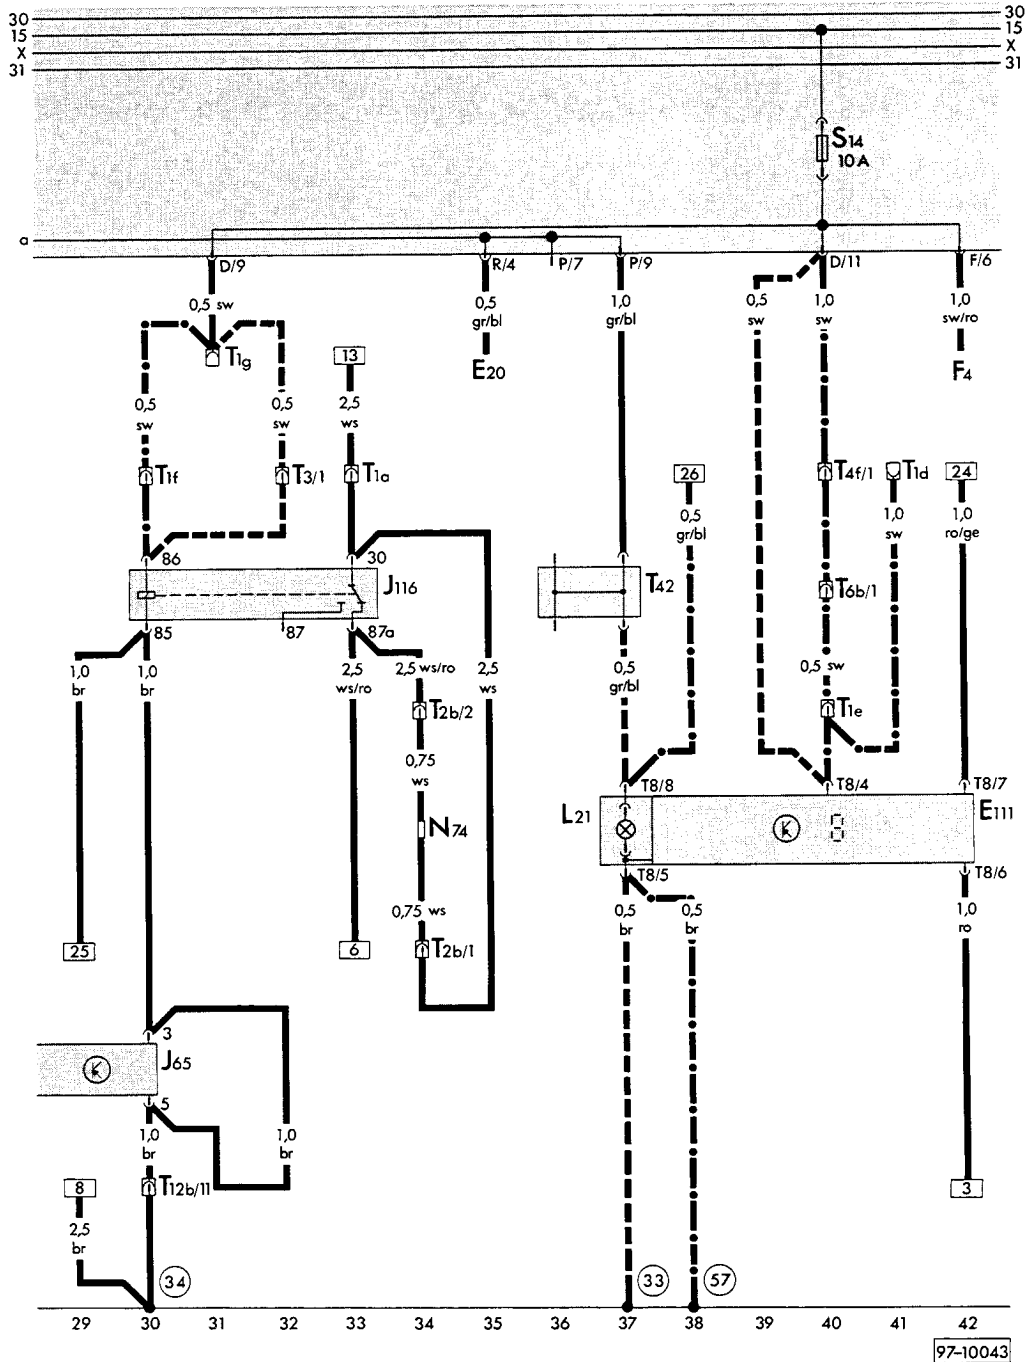 30 30
15 15
X X
31 31
S14
10 A
a
D/9 R/4 P/7 P/9 D/11 F/6
0,5 sw 0,5 1,0 0,5 1,0 1,0
gr/bl gr/bl sw sw sw/ro
T1g 13 E20 F4
0,5 0,5 2,5
sw sw ws
T1f T3/1 T1a 26 T4f/1 T1d 24
0,5 1,0 1,0
gr/bl sw ro/ge
86 30
J116 T42 T6b/1
85 87 87a
1,0 1,0 2,5 2,5 ws/ro 2,5 0,5 0,5 sw
br br ws/ro ws gr/bl
T2b/2 T1e
0,75
ws
T8/8 T8/4 T8/7
L21 E111
N74
T8/5 T8/6
0,75 ws 0,5 0,5 1,0
br br ro
25 6 T2b/1
3
J65
5
1,0 1,0
br br
8 T12b/11 3
2,5
br
34 33 57
29 30 31 32 33 34 35 36 37 38 39 40 41 42
97-10043